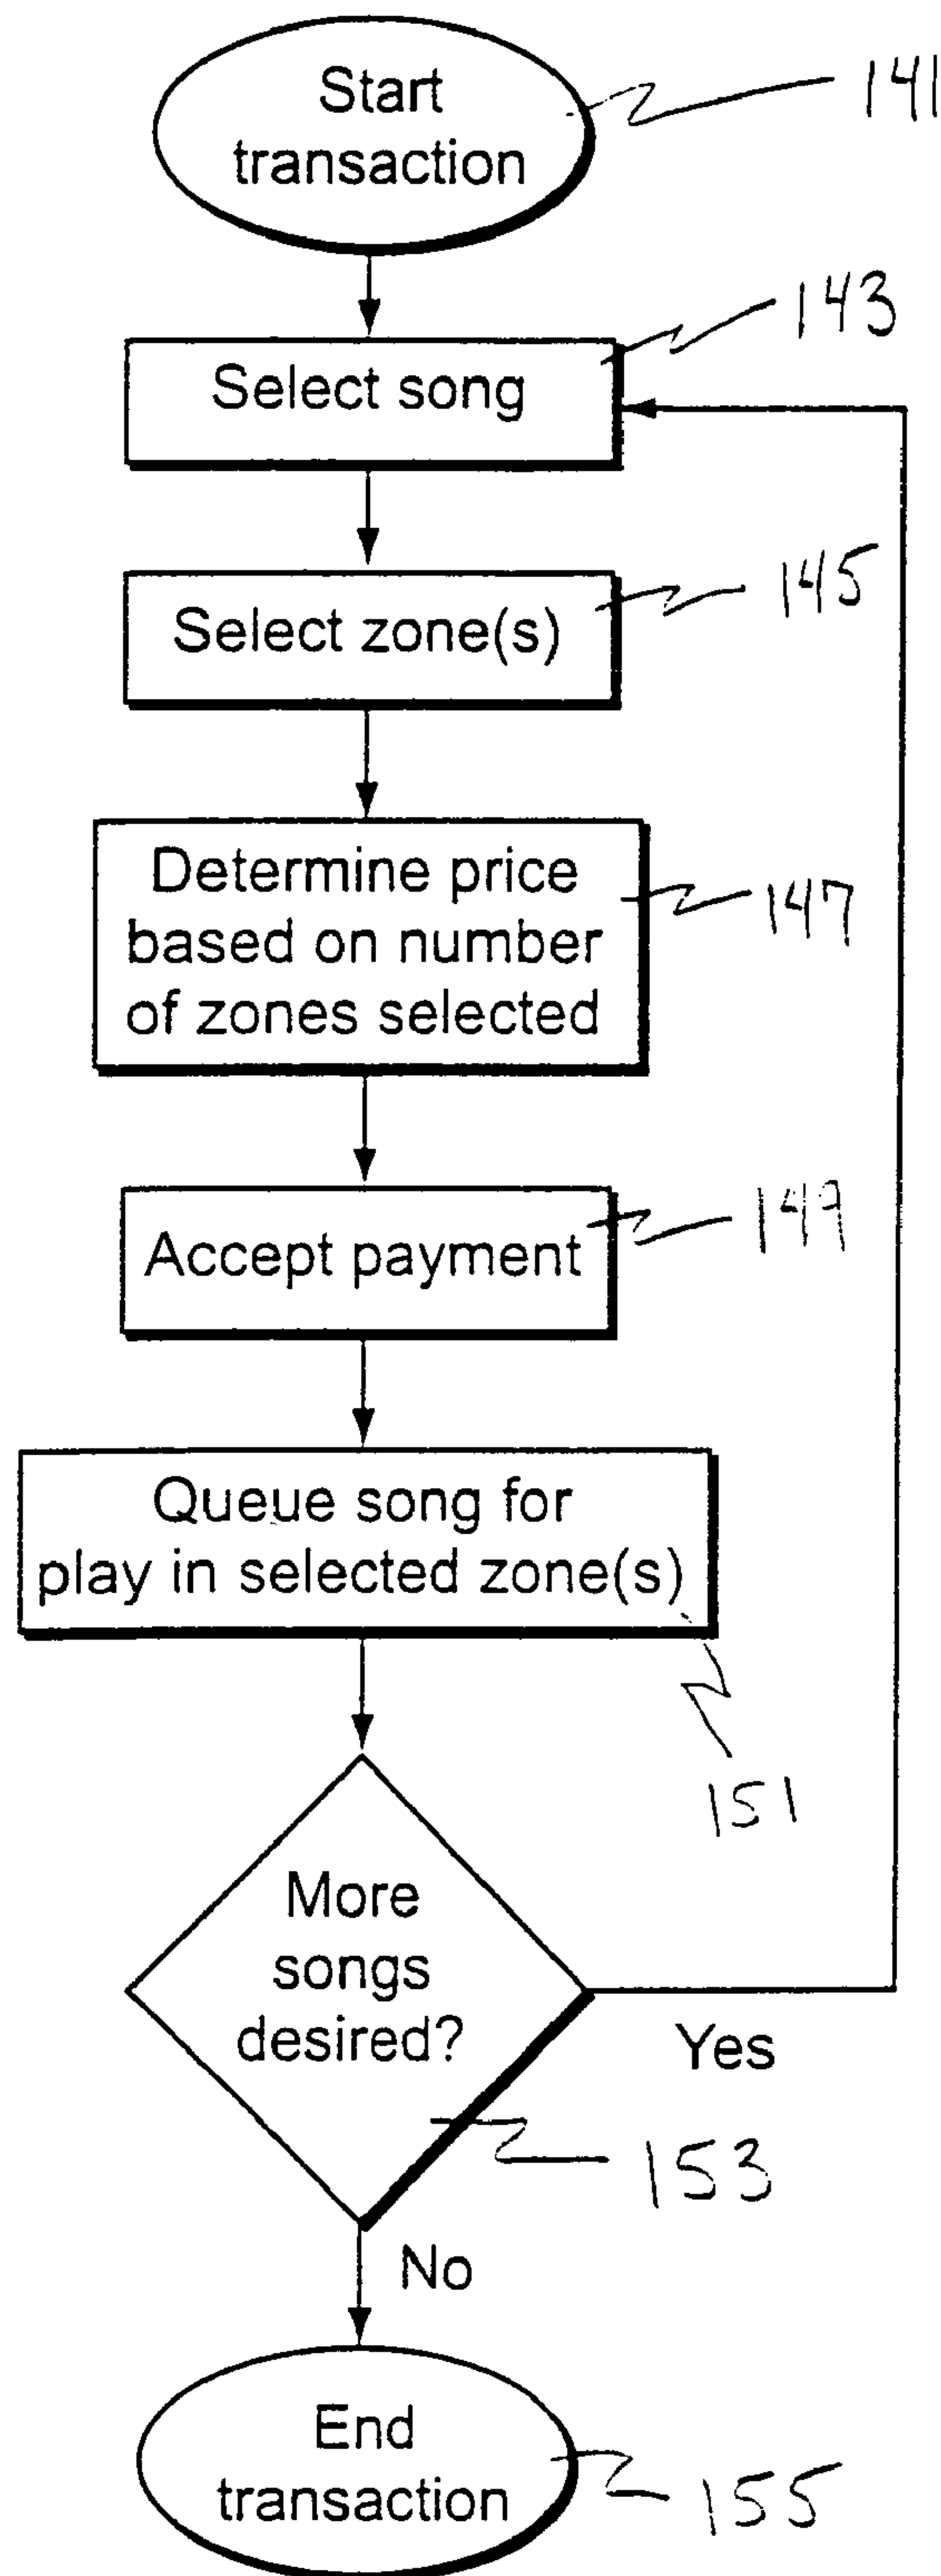 Start
transaction
141
143
Select song
145
Select zone(s)
Determine price
based on number
of zones selected
147
149
Accept payment
Queue song for
play in selected zone(s)
151
More
songs
desired?
Yes
153
No
End
transaction
155